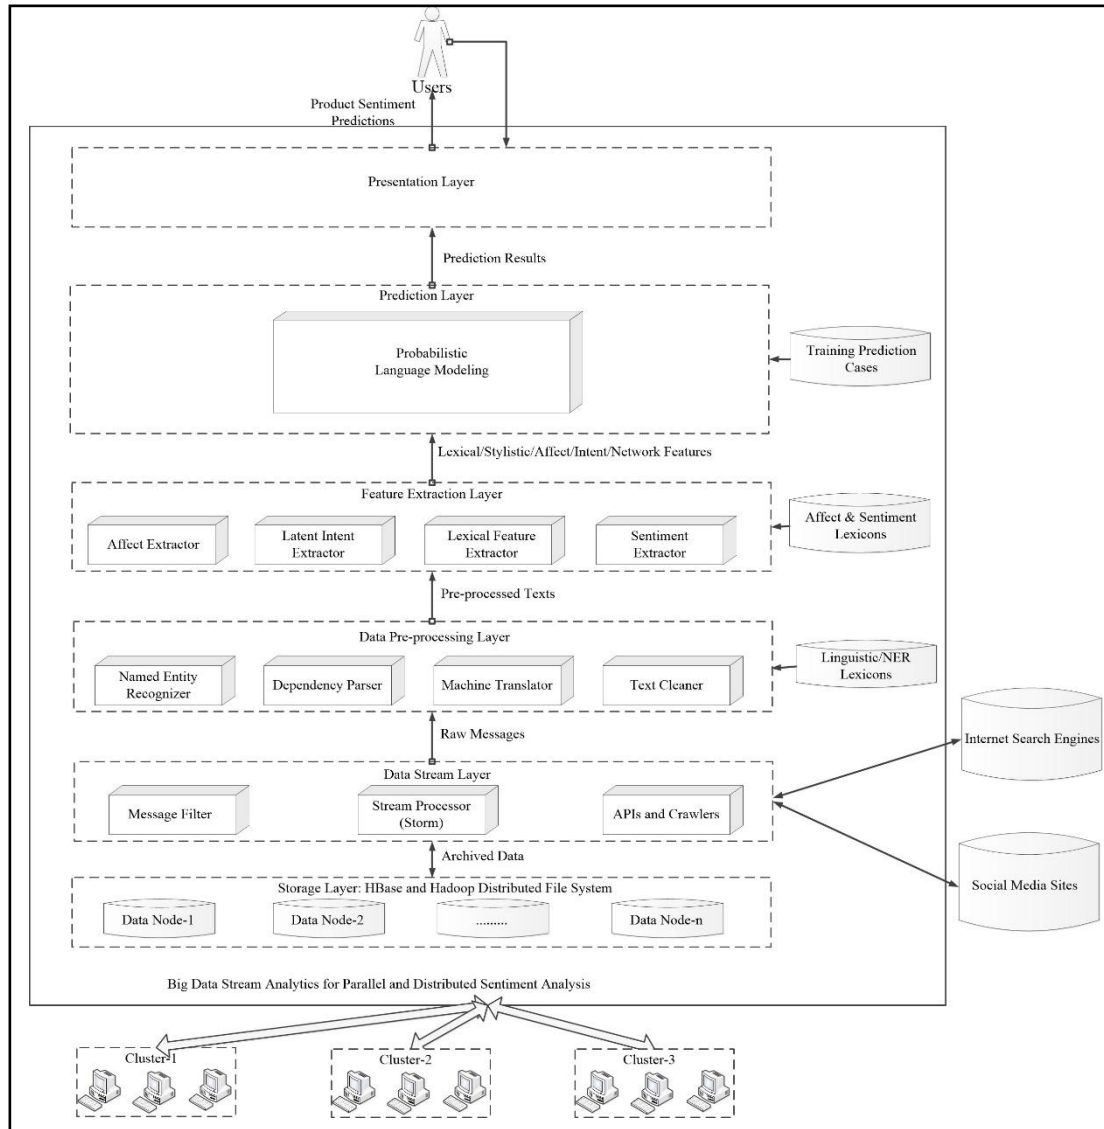 Users
Product Sentiment
Predictions
Presentation Layer
Prediction Results
Prediction Layer
Probabilistic
Language Modeling
Training Prediction
Cases
Lexical/Stylistic/Affect/Intent/Network Features
Feature Extraction Layer
Affect Extractor
Latent Intent
Extractor
Lexical Feature
Extractor
Sentiment
Extractor
Affect & Sentiment
Lexicons
Pre-processed Texts
Data Pre-processing Layer
Named Entity
Recognizer
Dependency Parser
Machine Translator
Text Cleaner
Linguistic/NER
Lexicons
Raw Messages
Internet Search Engines
Data Stream Layer
Message Filter
Stream Processor
(Storm)
APIs and Crawlers
Archived Data
Social Media Sites
Storage Layer: HBase and Hadoop Distributed File System
Data Node-1
Data Node-2
.........
Data Node-n
Big Data Stream Analytics for Parallel and Distributed Sentiment Analysis
Cluster-1
Cluster-2
Cluster-3